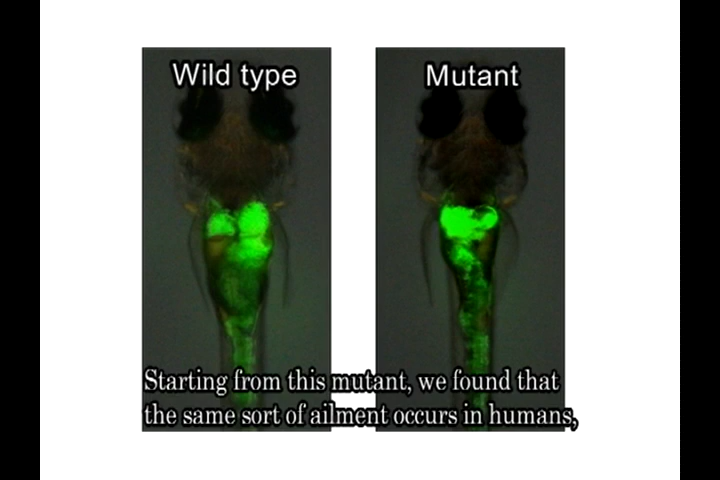 Wild type
Mutant
Starting from this mutant, we found that
the same sort of ailment occurs in humans,